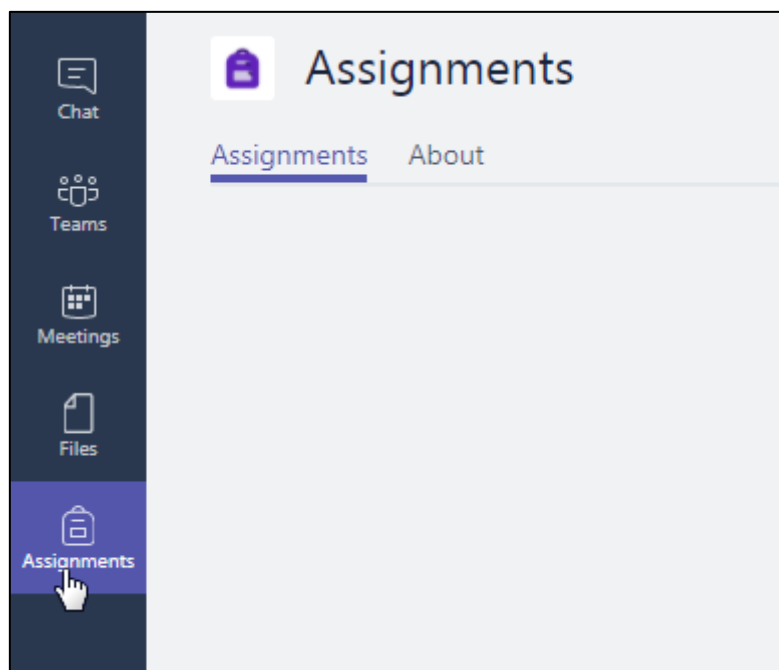 Chat
Teams
Meetings
Files
Assignments
Assignments
Assignments About